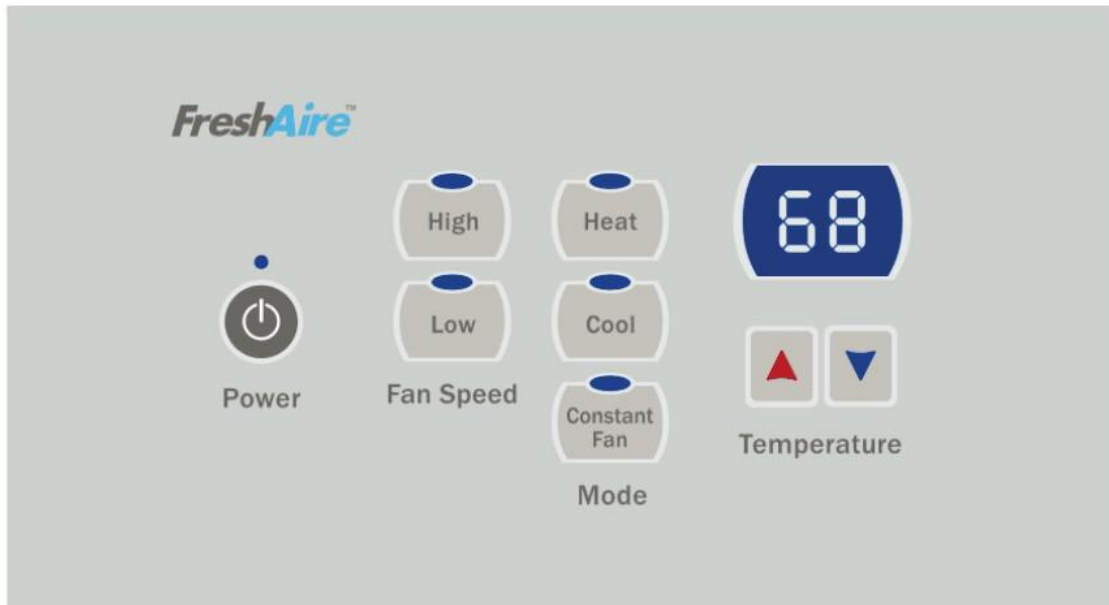 FreshAire™
High
Heat
68
Low
Cool
Power
Fan Speed
Constant
Fan
Temperature
Mode